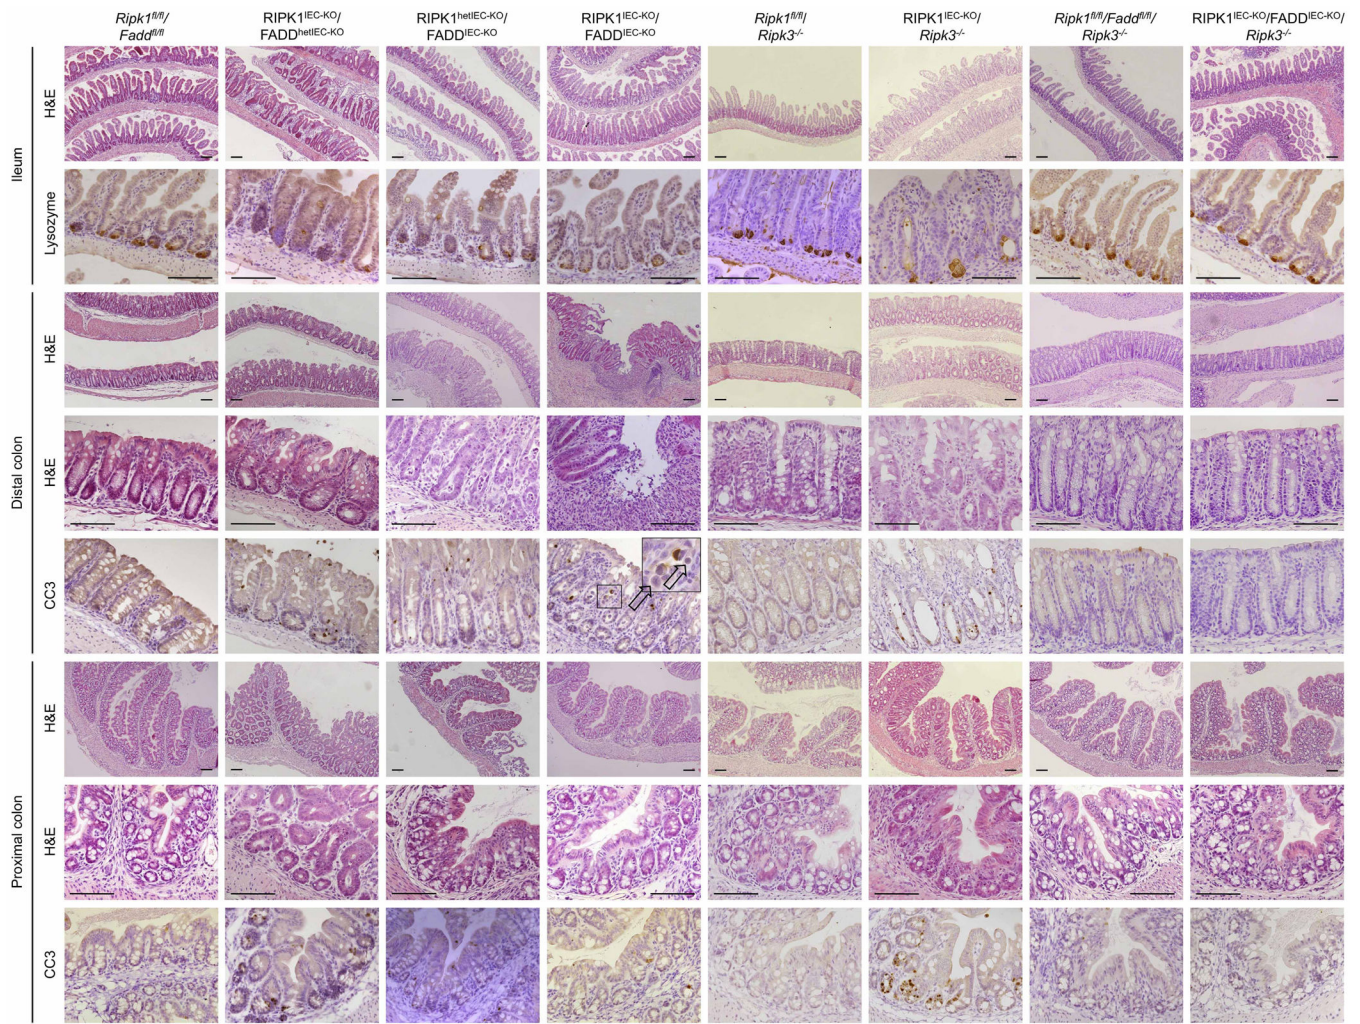 Ripk1fl/fl/ RIPK1IEC-KO/ RIPK1hetIEC-KO/ RIPK1IEC-KO/ Ripk1fl/fl/ RIPK1IEC-KO/ Ripk1fl/fl/Faddfl/fl/ RIPK1IEC-KO/FADDIEC-KO/
Faddfl/fl FADDhetIEC-KO FADDIEC-KO FADDIEC-KO Ripk3-/- Ripk3-/- Ripk3-/- Ripk3-/-
Ileum
H&E
Lysozyme
Distal colon
H&E
H&E
CC3
Proximal colon
H&E
H&E
CC3